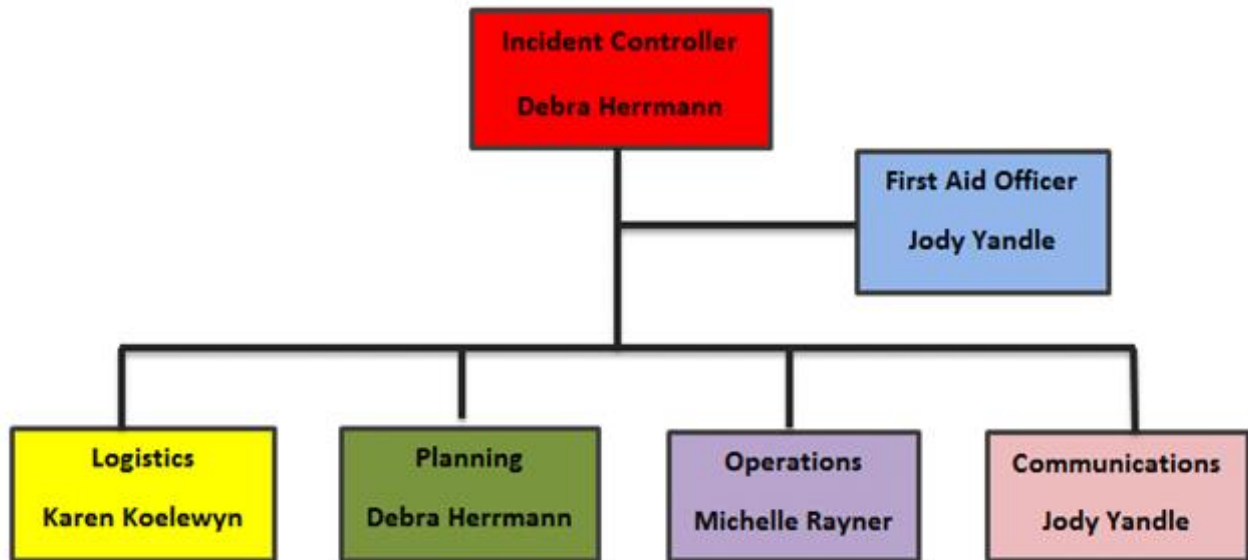 Incident Controller
Debra Herrmann
First Aid Officer
Jody Yandle
Logistics
Karen Koelewyn
Planning
Debra Herrmann
Operations
Michelle Rayner
Communications
Jody Yandle